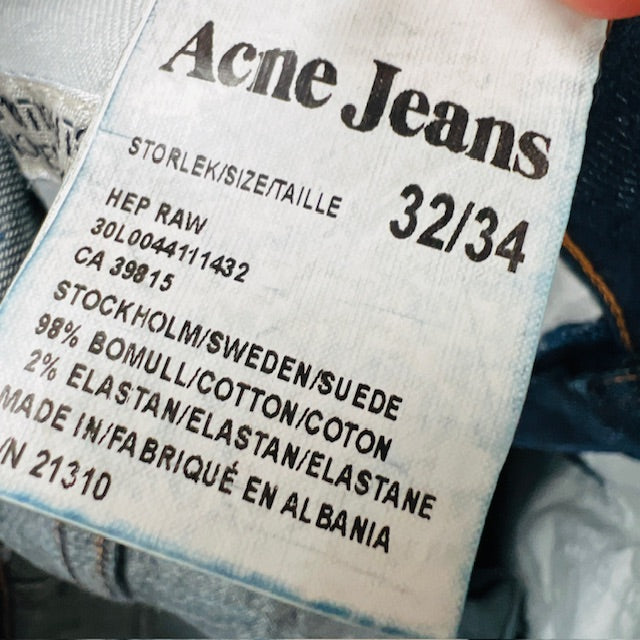 Acne Jeans
STORLEK/SIZE/TAILLE 32/34
HEP RAW
30L0044111432
CA 39815
STOCKHOLM/SWEDEN/SUEDE
98% BOMULL/COTTON/COTON
2% ELASTAN/ELASTAN/ELASTANE
MADE IN/FABRIQUÉ EN ALBANIA
/N 21310